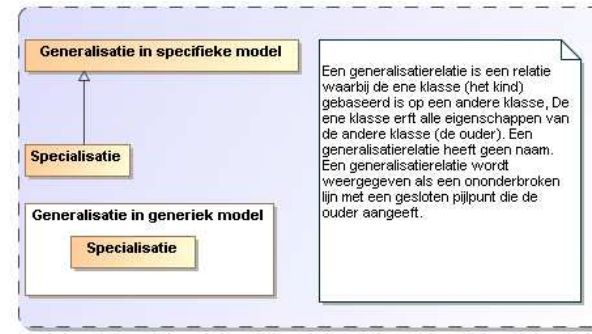 Generalisatie in specifieke model
Specialisatie
Generalisatie in generiek model
Specialisatie
Een generalisatierelatie is een relatie
waarbij de ene klasse (het kind)
gebaseerd is op een andere klasse, De
ene klasse erft alle eigenschappen van
de andere klasse (de ouder). Een
generalisatierelatie heeft geen naam.
Een generalisatierelatie wordt
weergegeven als een ononderbroken
lijn met een gesloten pijlpunt die de
ouder aangeeft.